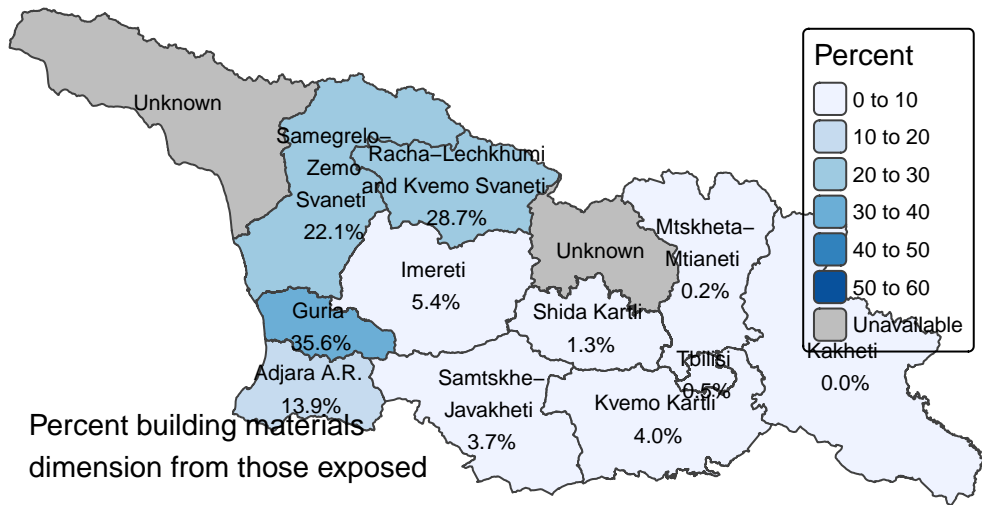 Unknown
Samegrelo–
Zemo
Svaneti
22.1%
Racha–Lechkhumi
and Kvemo Svaneti
28.7%
Unknown
Mtskheta–
Mtianeti
0.2%
Imereti
5.4%
Guria
35.6%
Shida Kartli
1.3%
Tbilisi
0.5%
Kakheti
0.0%
Adjara A.R.
13.9%
Samtskhe–
Javakheti
3.7%
Kvemo Kartli
4.0%
Percent building materials
dimension from those exposed
Percent
0 to 10
10 to 20
20 to 30
30 to 40
40 to 50
50 to 60
Unavailable